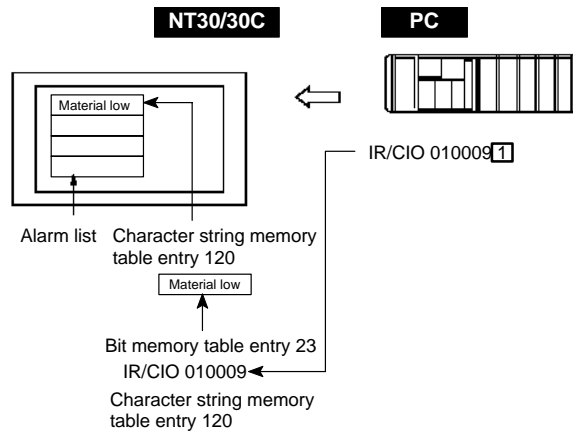 NT30/30C
PC
Material low
IR/CIO 010009 1
Alarm list
Character string memory
table entry 120
Material low
Bit memory table entry 23
IR/CIO 010009
Character string memory
table entry 120